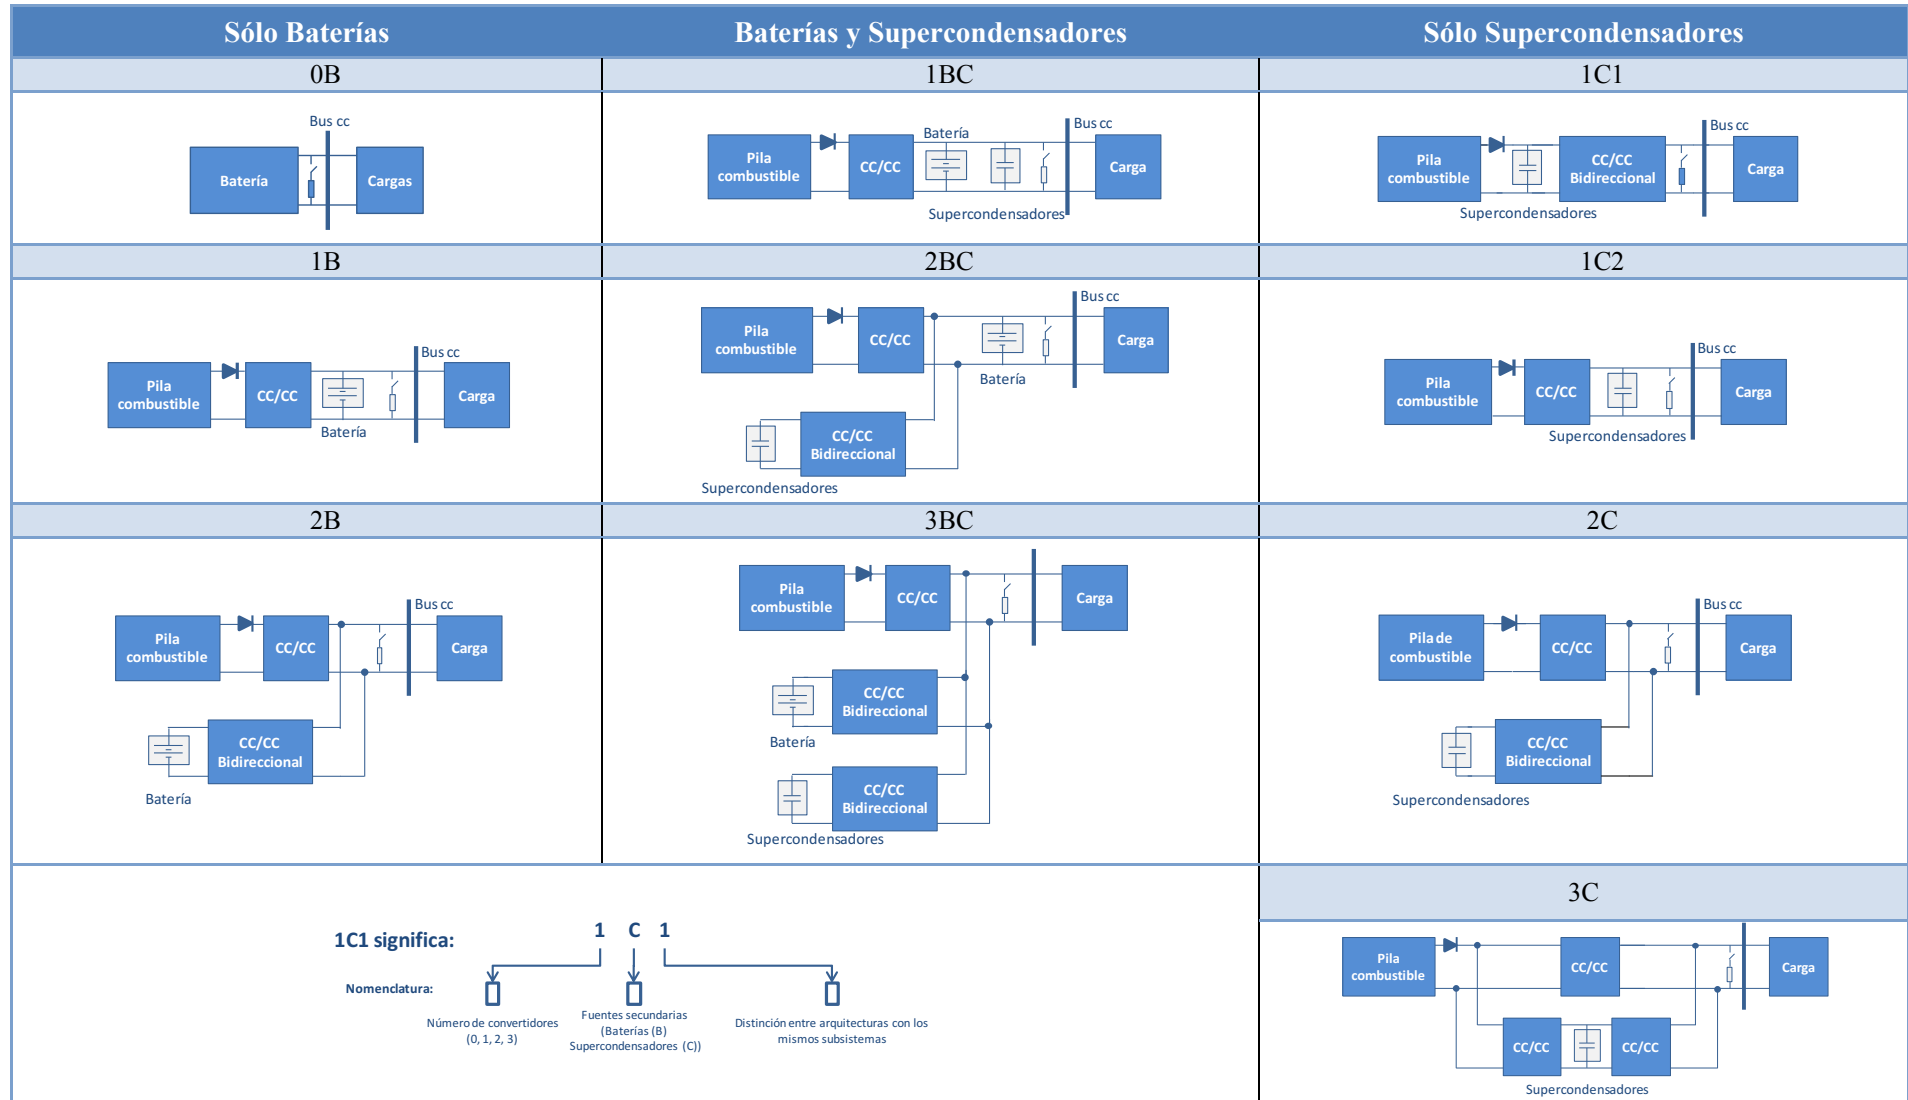 Sólo Baterías
Baterías y Supercondensadores
Sólo Supercondensadores
0B
1BC
1C1
Bus cc
Batería
Cargas
Bus cc
Batería
Pila
combustible
CC/CC
Carga
Supercondensadores
Bus cc
Pila
combustible
CC/CC
Bidireccional
Carga
Supercondensadores
1B
2BC
1C2
Bus cc
Pila
combustible
CC/CC
Carga
Batería
Bus cc
Pila
combustible
CC/CC
Carga
Batería
CC/CC
Bidireccional
Supercondensadores
Bus cc
Pila
combustible
CC/CC
Carga
Supercondensadores
2B
3BC
2C
Bus cc
Pila
combustible
CC/CC
Carga
CC/CC
Bidireccional
Batería
Pila
combustible
CC/CC
Carga
CC/CC
Bidireccional
Batería
CC/CC
Bidireccional
Supercondensadores
Bus cc
Pila de
combustible
CC/CC
Carga
CC/CC
Bidireccional
Supercondensadores
1C1 significa:
1 C 1
Nomenclatura:
Número de convertidores
(0, 1, 2, 3)
Fuentes secundarias
(Baterías (B)
Supercondensadores (C))
Distinción entre arquitecturas con los
mismos subsistemas
3C
Pila
combustible
CC/CC
Carga
CC/CC
CC/CC
Supercondensadores